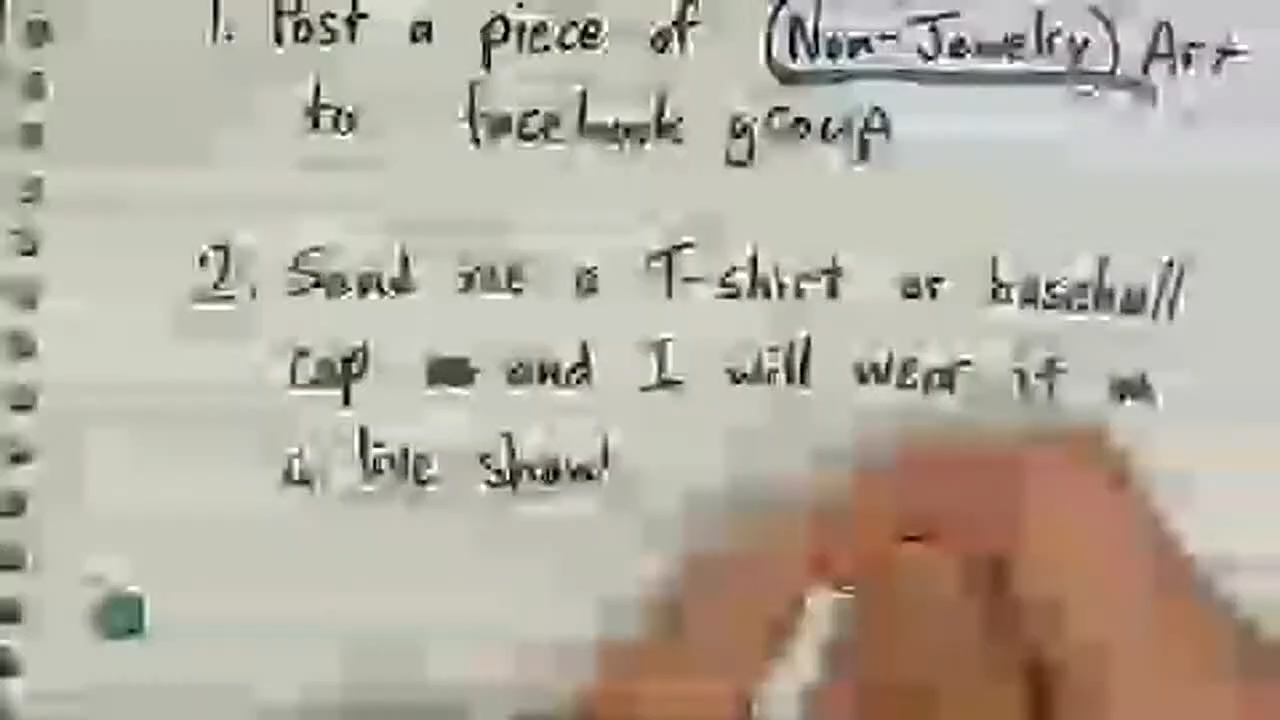 1. Post a piece of (Non-Jewelry) Art
to facebook group
2. Send me a T-shirt or baseball
cap and I will wear it on
a live show